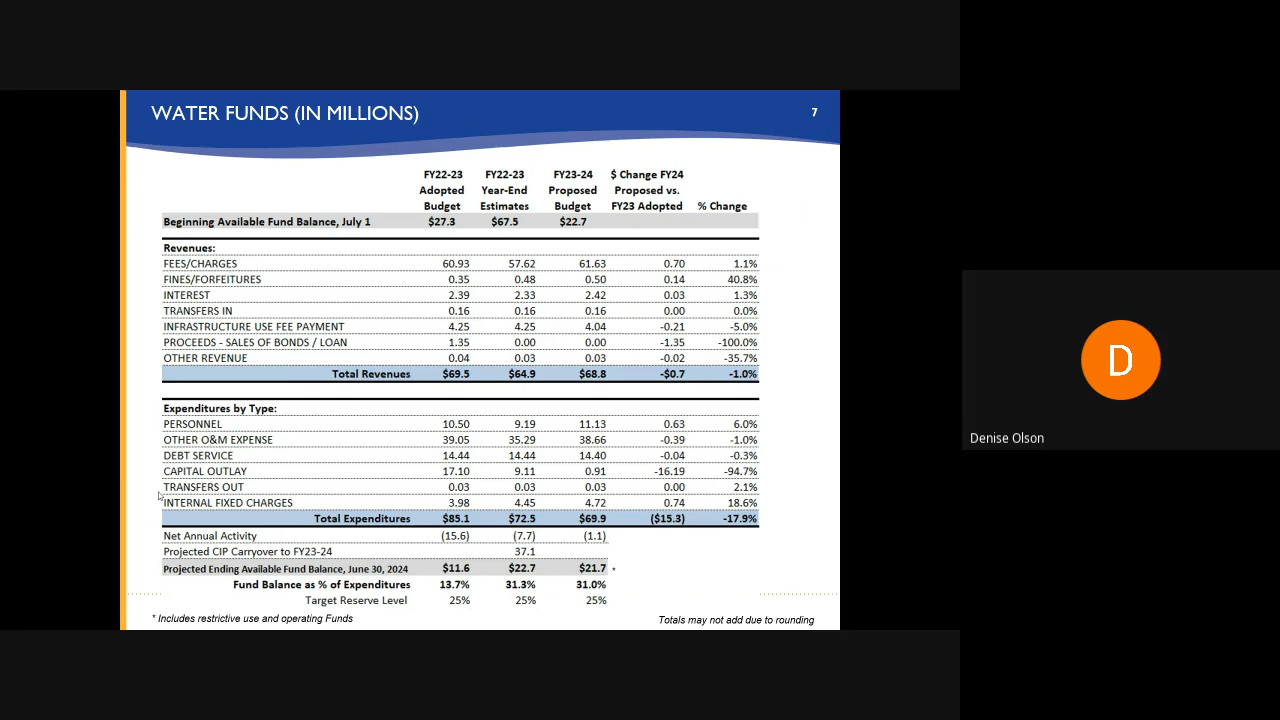 WATER FUNDS (IN MILLIONS) 7
FY22-23 FY22-23 FY23-24 $ Change FY24
Adopted Year-End Proposed Proposed vs.
Budget Estimates Budget FY23 Adopted % Change
Beginning Available Fund Balance, July 1 $27.3 $67.5 $22.7
Revenues:
FEES/CHARGES 60.93 57.62 61.63 0.70 1.1%
FINES/FORFEITURES 0.35 0.48 0.50 0.14 40.8%
INTEREST 2.39 2.33 2.42 0.03 1.3%
TRANSFERS IN 0.16 0.16 0.16 0.00 0.0%
INFRASTRUCTURE USE FEE PAYMENT 4.25 4.25 4.04 -0.21 -5.0%
PROCEEDS - SALES OF BONDS / LOAN 1.35 0.00 0.00 -1.35 -100.0%
OTHER REVENUE 0.04 0.03 0.03 -0.02 -35.7%
Total Revenues $69.5 $64.9 $68.8 -$0.7 -1.0%
Expenditures by Type:
PERSONNEL 10.50 9.19 11.13 0.63 6.0%
OTHER O&M EXPENSE 39.05 35.29 38.66 -0.39 -1.0%
DEBT SERVICE 14.44 14.44 14.40 -0.04 -0.3%
CAPITAL OUTLAY 17.10 9.11 0.91 -16.19 -94.7%
TRANSFERS OUT 0.03 0.03 0.03 0.00 2.1%
INTERNAL FIXED CHARGES 3.98 4.45 4.72 0.74 18.6%
Total Expenditures $85.1 $72.5 $69.9 ($15.3) -17.9%
Net Annual Activity (15.6) (7.7) (1.1)
Projected CIP Carryover to FY23-24 37.1
Projected Ending Available Fund Balance, June 30, 2024 $11.6 $22.7 $21.7 *
Fund Balance as % of Expenditures 13.7% 31.3% 31.0%
Target Reserve Level 25% 25% 25%
* Includes restrictive use and operating Funds Totals may not add due to rounding
D
Denise Olson